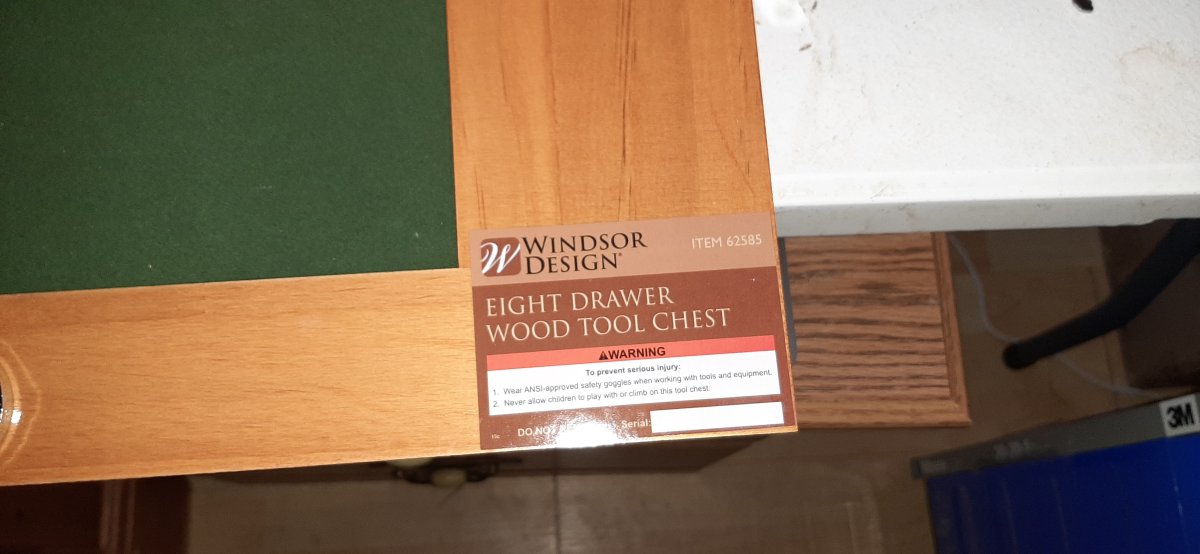 W WINDSOR DESIGN®
ITEM 62585
EIGHT DRAWER
WOOD TOOL CHEST
⚠WARNING
To prevent serious injury:
1. Wear ANSI-approved safety goggles when working with tools and equipment.
2. Never allow children to play with or climb on this tool chest.
DO NOT
Serial:
3M